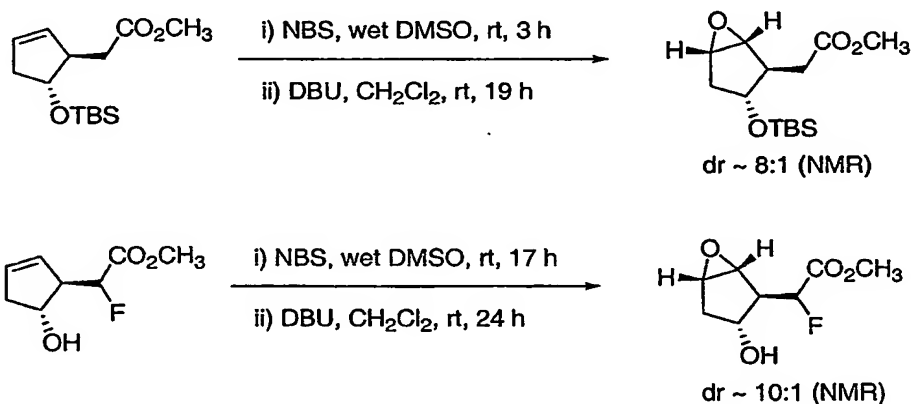 CO₂CH₃
i) NBS, wet DMSO, rt, 3 h
ii) DBU, CH₂Cl₂, rt, 19 h
OTBS
O
H
H
CO₂CH₃
OTBS
dr ~ 8:1 (NMR)
CO₂CH₃
F
OH
i) NBS, wet DMSO, rt, 17 h
ii) DBU, CH₂Cl₂, rt, 24 h
O
H
H
CO₂CH₃
F
OH
dr ~ 10:1 (NMR)